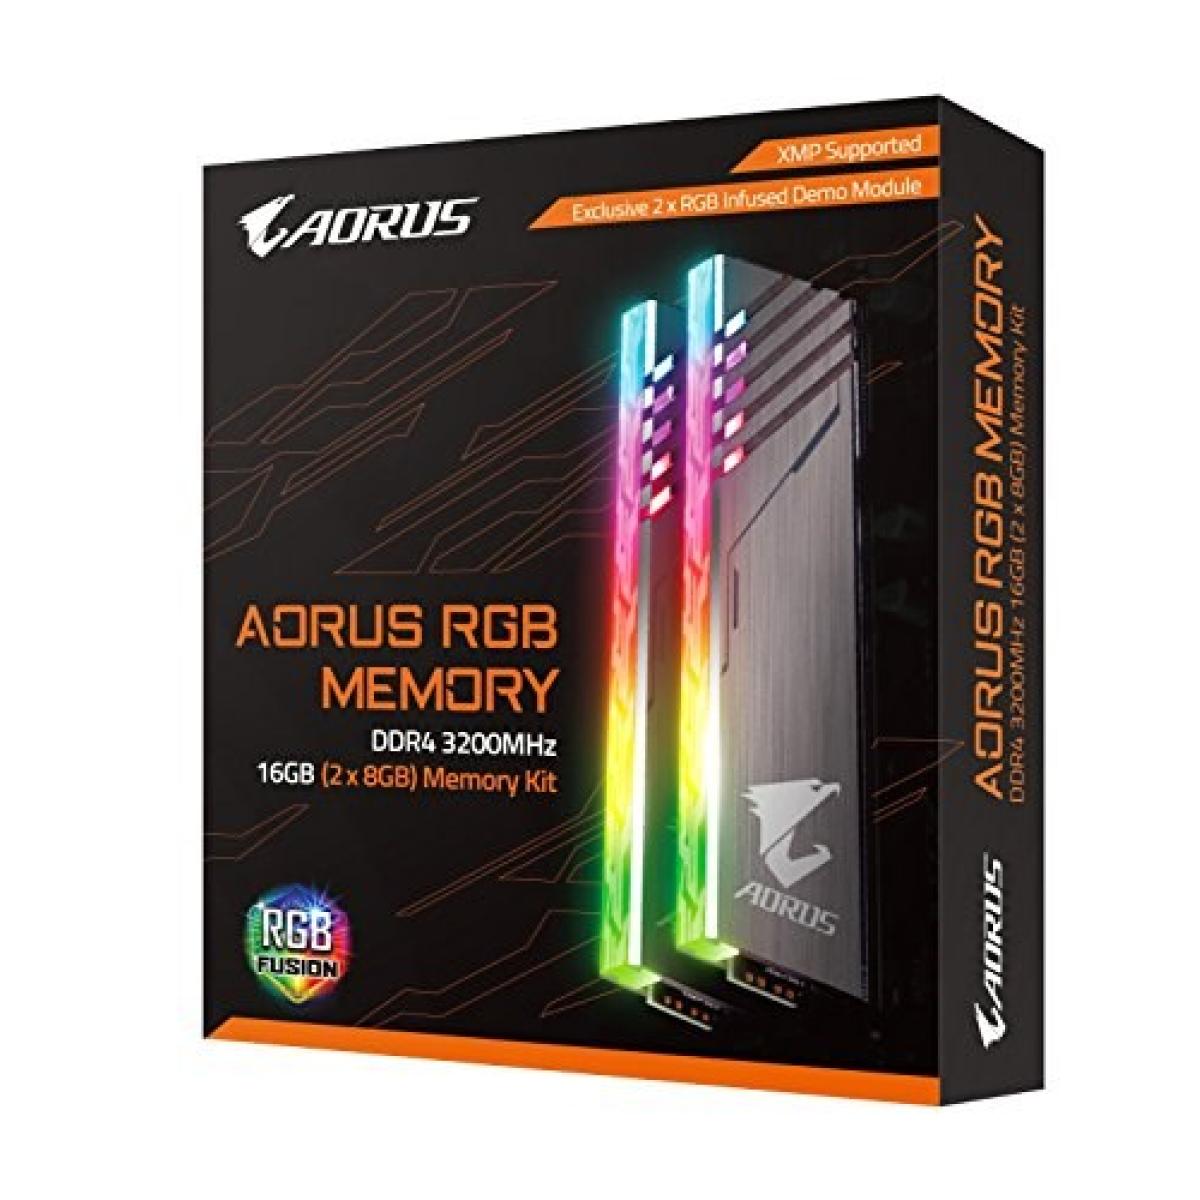 AORUS
XMP Supported
Exclusive 2 x RGB Infused Demo Module
AORUS RGB
MEMORY
DDR4 3200MHz
16GB (2 x 8GB) Memory Kit
RGB
FUSION
AORUS
AORUS RGB MEMORY
DDR4 3200MHz 16GB (2 x 8GB) Memory Kit
AORUS